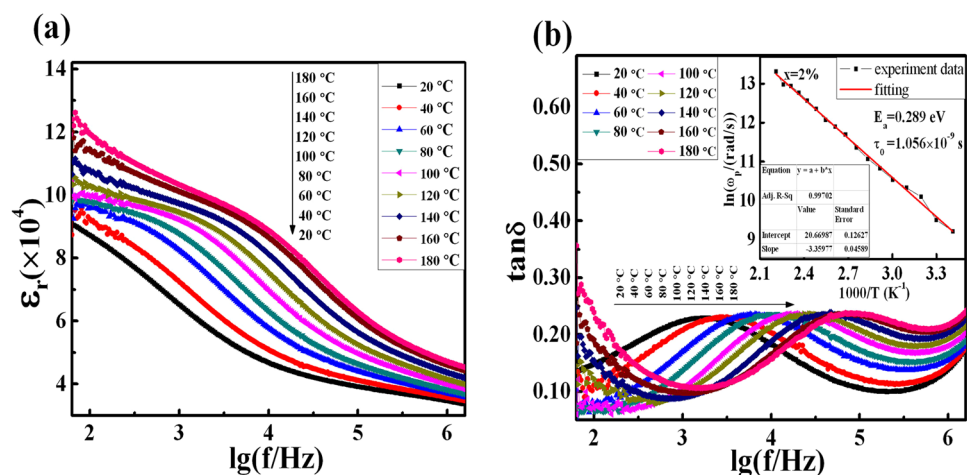 (a)
εr(×10⁴)
14
12
10
8
6
4
2
3
4
5
6
lg(f/Hz)
180 °C
160 °C
140 °C
120 °C
100 °C
80 °C
60 °C
40 °C
20 °C
20 °C
40 °C
60 °C
80 °C
100 °C
120 °C
140 °C
160 °C
180 °C
(b)
tanδ
0.60
0.50
0.40
0.30
0.20
0.10
2
3
4
5
6
lg(f/Hz)
20 °C
40 °C
60 °C
80 °C
100 °C
120 °C
140 °C
160 °C
180 °C
20 °C
40 °C
60 °C
80 °C
100 °C
120 °C
140 °C
160 °C
180 °C
ln(ωp/(rad/s))
13
12
11
10
9
2.1
2.4
2.7
3.0
3.3
1000/T (K⁻¹)
x=2%
experiment data
fitting
Ea=0.289 eV
τ0=1.056×10⁻⁹ s
Equation y = a + b*x
Adj. R-Sq 0.99702
Value Standard Error
Intercept 20.66987 0.12627
Slope -3.35977 0.04589